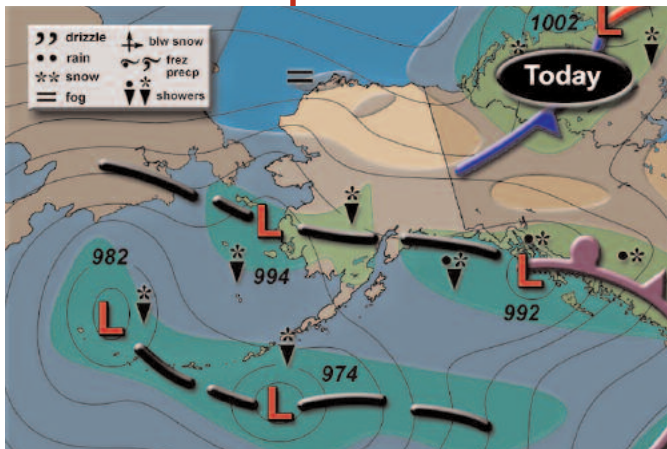 1002 L
drizzle
rain
snow
fog
blw snow
frez
precp
showers
Today
L
994
982
L
L
992
974
L